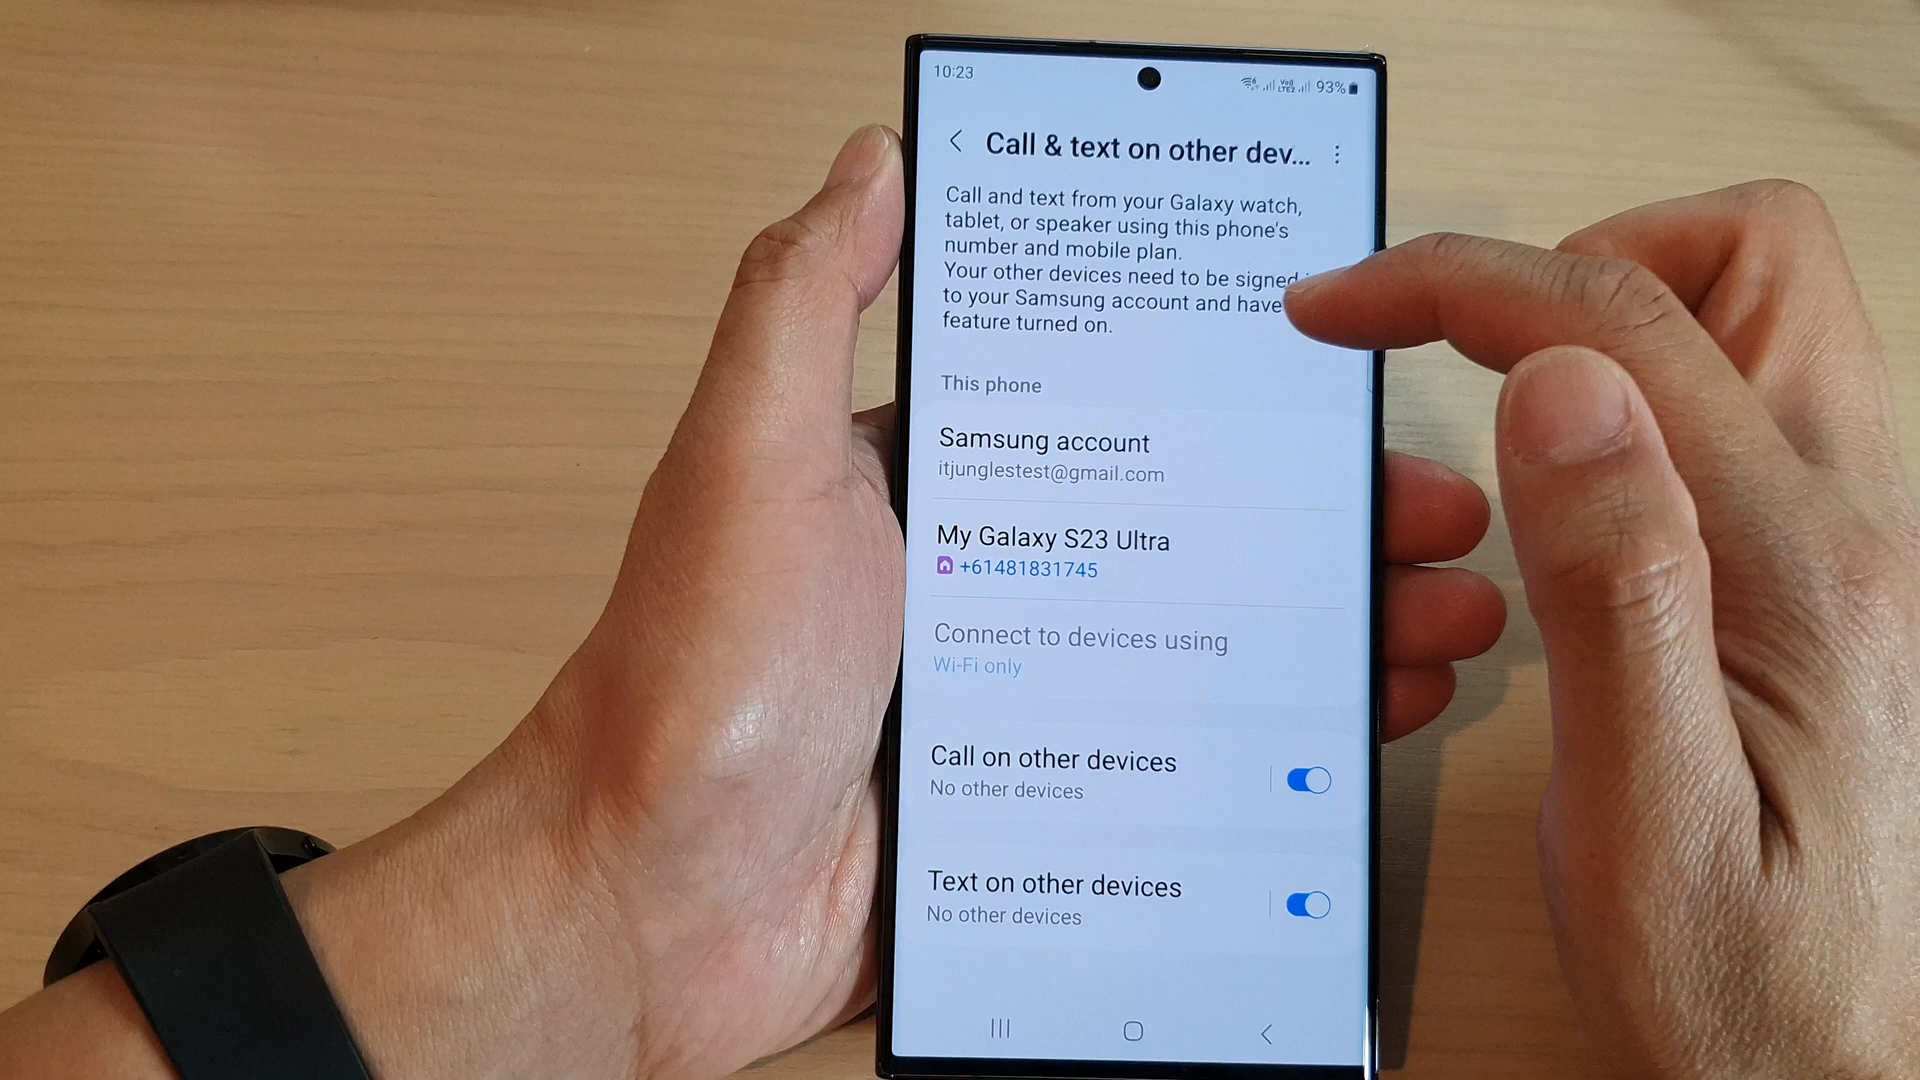 10:23
93%
Call & text on other dev...
Call and text from your Galaxy watch,
tablet, or speaker using this phone's
number and mobile plan.
Your other devices need to be signed
to your Samsung account and have
feature turned on.
This phone
Samsung account
itjunglestest@gmail.com
My Galaxy S23 Ultra
+61481831745
Connect to devices using
Wi-Fi only
Call on other devices
No other devices
Text on other devices
No other devices